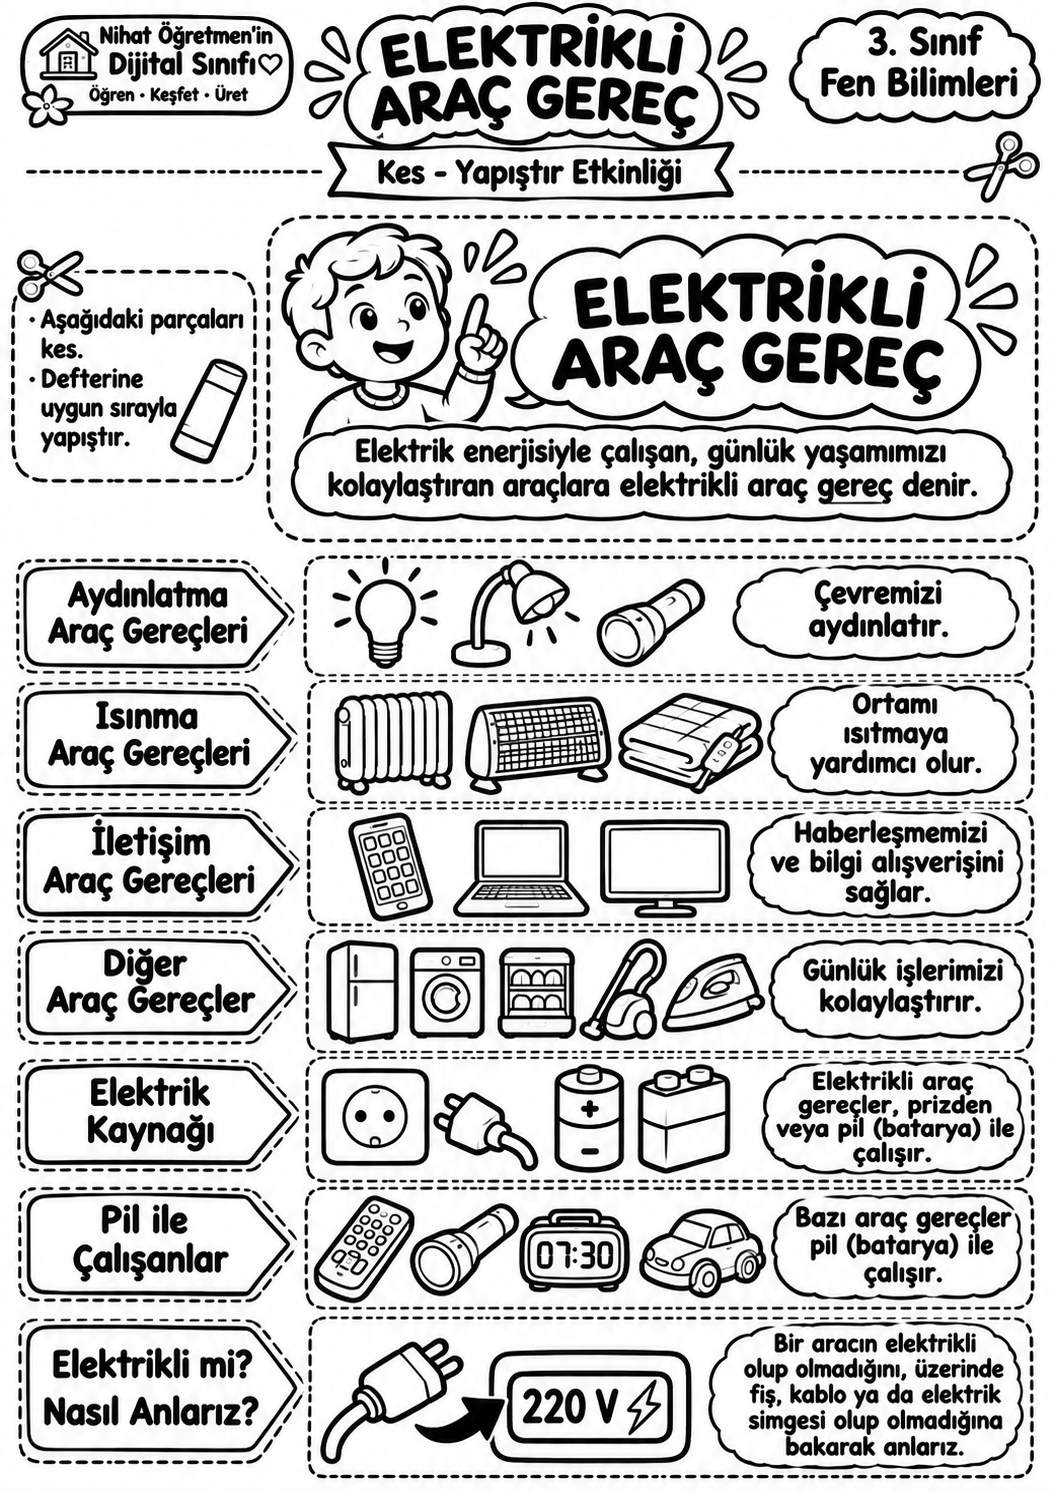 Nihat Öğretmen'in
Dijital Sınıfı
Öğren • Keşfet • Üret
ELEKTRİKLİ
ARAÇ GEREÇ
3. Sınıf
Fen Bilimleri
Kes - Yapıştır Etkinliği
• Aşağıdaki parçaları
kes.
• Defterine
uygun sırayla
yapıştır.
ELEKTRİKLİ
ARAÇ GEREÇ
Elektrik enerjisiyle çalışan, günlük yaşamımızı
kolaylaştıran araçlara elektrikli araç gereç denir.
Aydınlatma
Araç Gereçleri
Çevremizi
aydınlatır.
Isınma
Araç Gereçleri
Ortamı
ısıtmaya
yardımcı olur.
İletişim
Araç Gereçleri
Haberleşmemizi
ve bilgi alışverişini
sağlar.
Diğer
Araç Gereçler
Günlük işlerimizi
kolaylaştırır.
Elektrik
Kaynağı
+
-
Elektrikli araç
gereçler, prizden
veya pil (batarya) ile
çalışır.
Pil ile
Çalışanlar
07:30
Bazı araç gereçler
pil (batarya) ile
çalışır.
Elektrikli mi?
Nasıl Anlarız?
220 V
Bir aracın elektrikli
olup olmadığını, üzerinde
fiş, kablo ya da elektrik
simgesi olup olmadığına
bakarak anlarız.